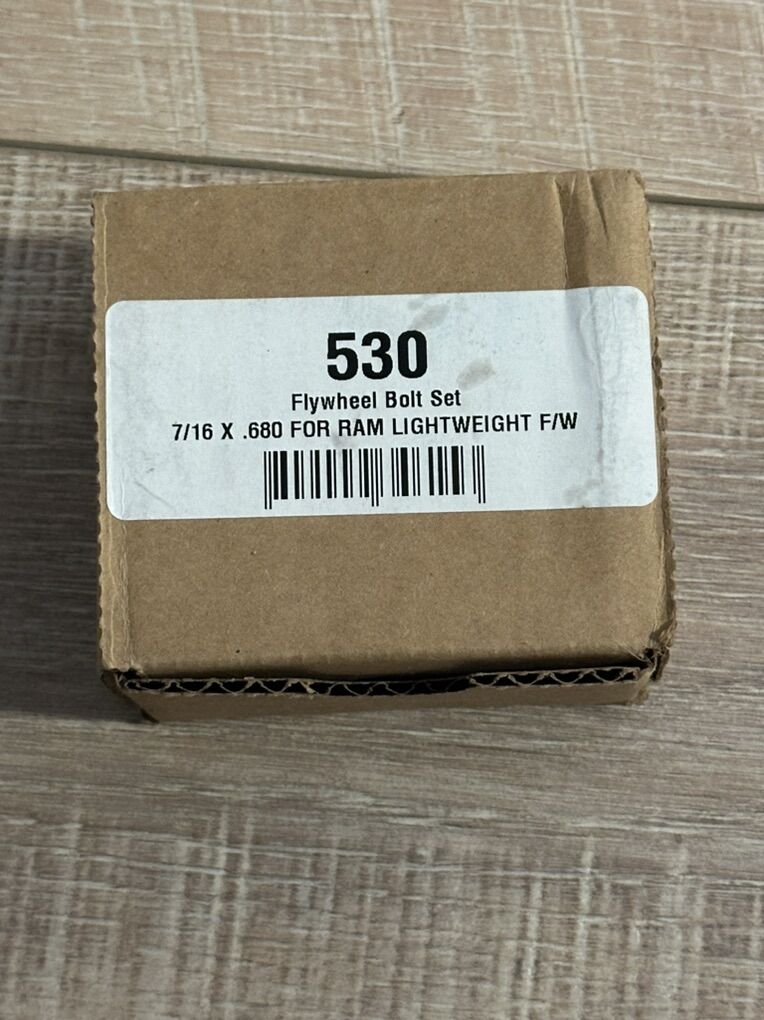 530
Flywheel Bolt Set
7/16 X .680 FOR RAM LIGHTWEIGHT F/W